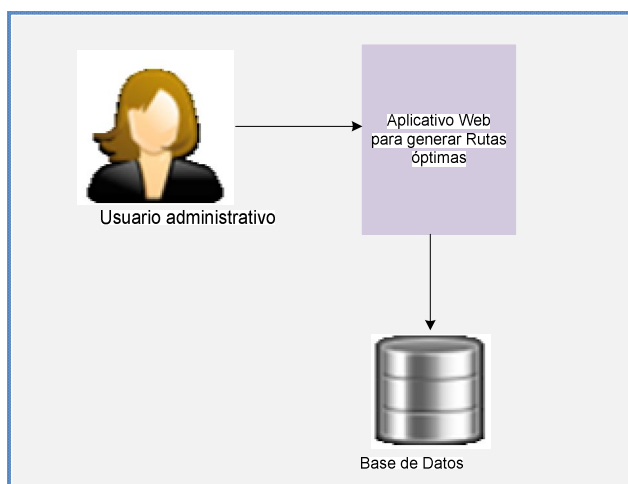 Aplicativo Web
para generar Rutas
óptimas
Usuario administrativo
Base de Datos